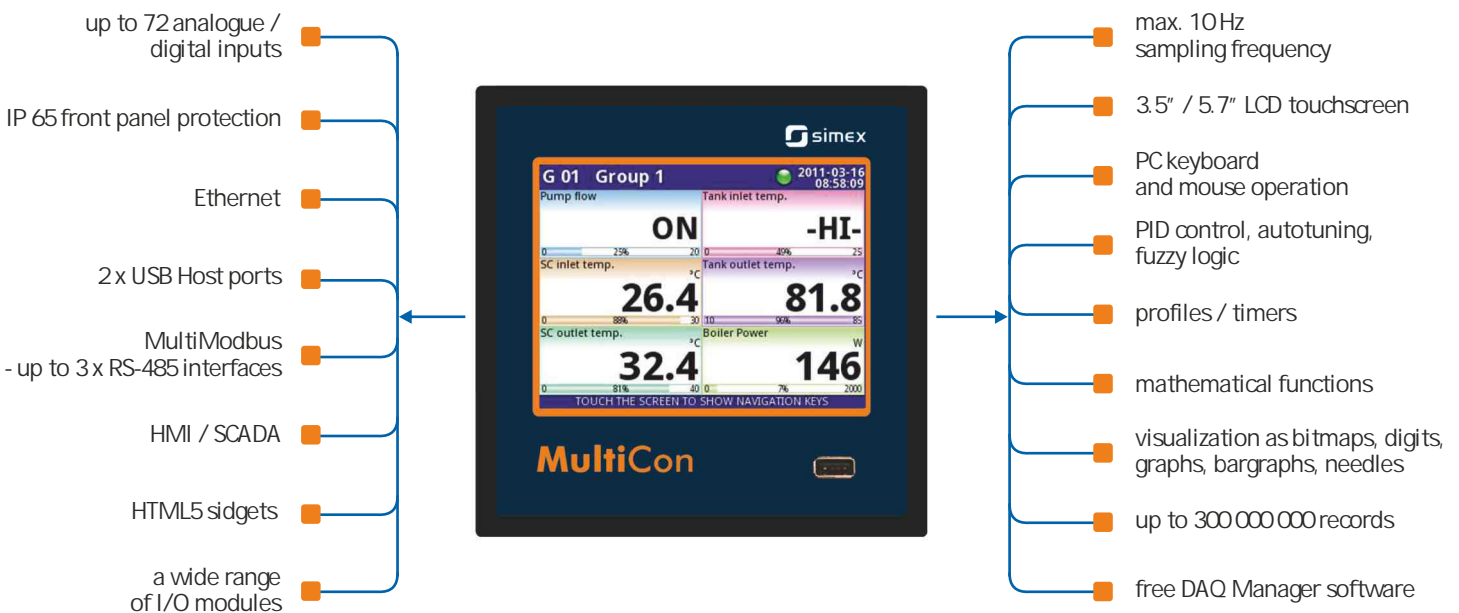 up to 72 analogue /
digital inputs
IP 65 front panel protection
Ethernet
2 x USB Host ports
MultiModbus
- up to 3 x RS-485 interfaces
HMI / SCADA
HTML5 sidgets
a wide range
of I/O modules
simex
G 01 Group 1
2011-03-16
08:58:09
Pump flow
ON
0 25% 20
Tank inlet temp.
-HI-
0 49% 25
SC inlet temp.
°C
26.4
0 88% 30
Tank outlet temp.
°C
81.8
10 96% 85
SC outlet temp.
°C
32.4
0 81% 40
Boiler Power
W
146
0 7% 2000
TOUCH THE SCREEN TO SHOW NAVIGATION KEYS
MultiCon
max. 10 Hz
sampling frequency
3.5" / 5.7" LCD touchscreen
PC keyboard
and mouse operation
PID control, autotuning,
fuzzy logic
profiles / timers
mathematical functions
visualization as bitmaps, digits,
graphs, bargraphs, needles
up to 300 000 000 records
free DAQ Manager software